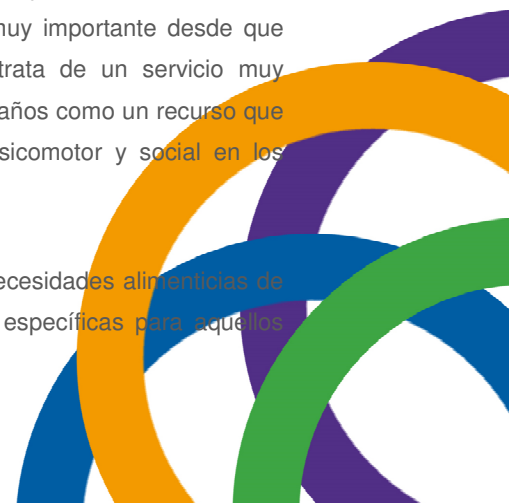 muy importante desde que
trata de un servicio muy
años como un recurso que
sicomotor y social en los
ecesidades alimenticias de
específicas para aquellos